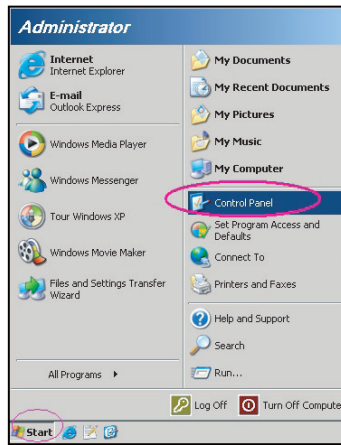 Administrator
Internet
Internet Explorer
E-mail
Outlook Express
Windows Media Player
Windows Messenger
Tour Windows XP
Windows Movie Maker
Files and Settings Transfer
Wizard
All Programs
My Documents
My Recent Documents
My Pictures
My Music
My Computer
Control Panel
Set Program Access and
Defaults
Connect To
Printers and Faxes
Help and Support
Search
Run...
Log Off
Turn Off Compute
Start